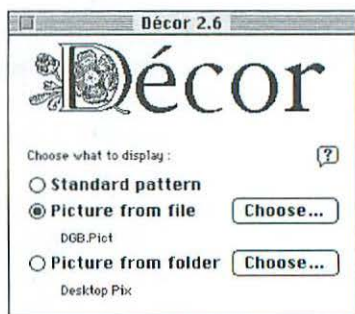 Décor 2.6
Décor
Choose what to display :
?
Standard pattern
Picture from file Choose...
DGB.Pict
Picture from folder Choose...
Desktop Pix